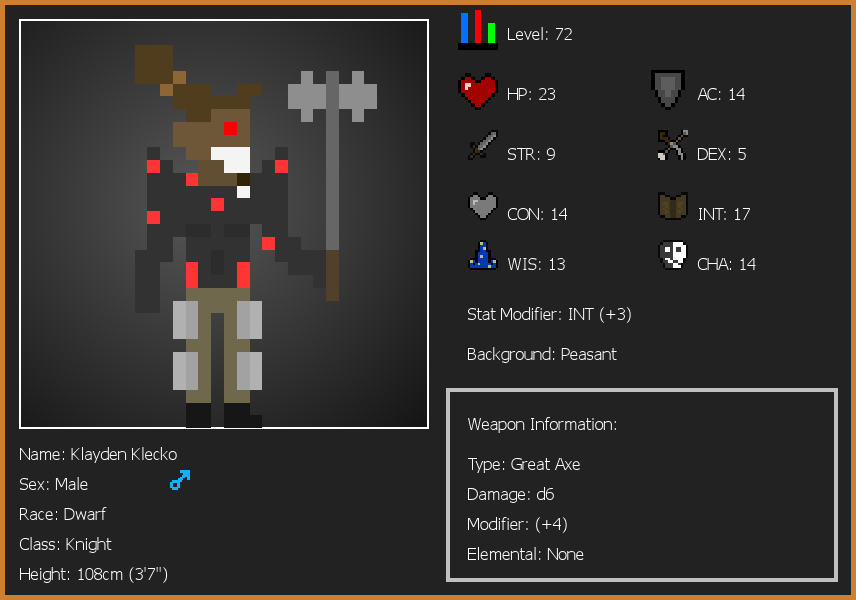 Level: 72
HP: 23
AC: 14
STR: 9
DEX: 5
CON: 14
INT: 17
WIS: 13
CHA: 14
Stat Modifier: INT (+3)
Background: Peasant
Weapon Information:
Type: Great Axe
Damage: d6
Modifier: (+4)
Elemental: None
Name: Klayden Klecko
Sex: Male
Race: Dwarf
Class: Knight
Height: 108cm (3'7")